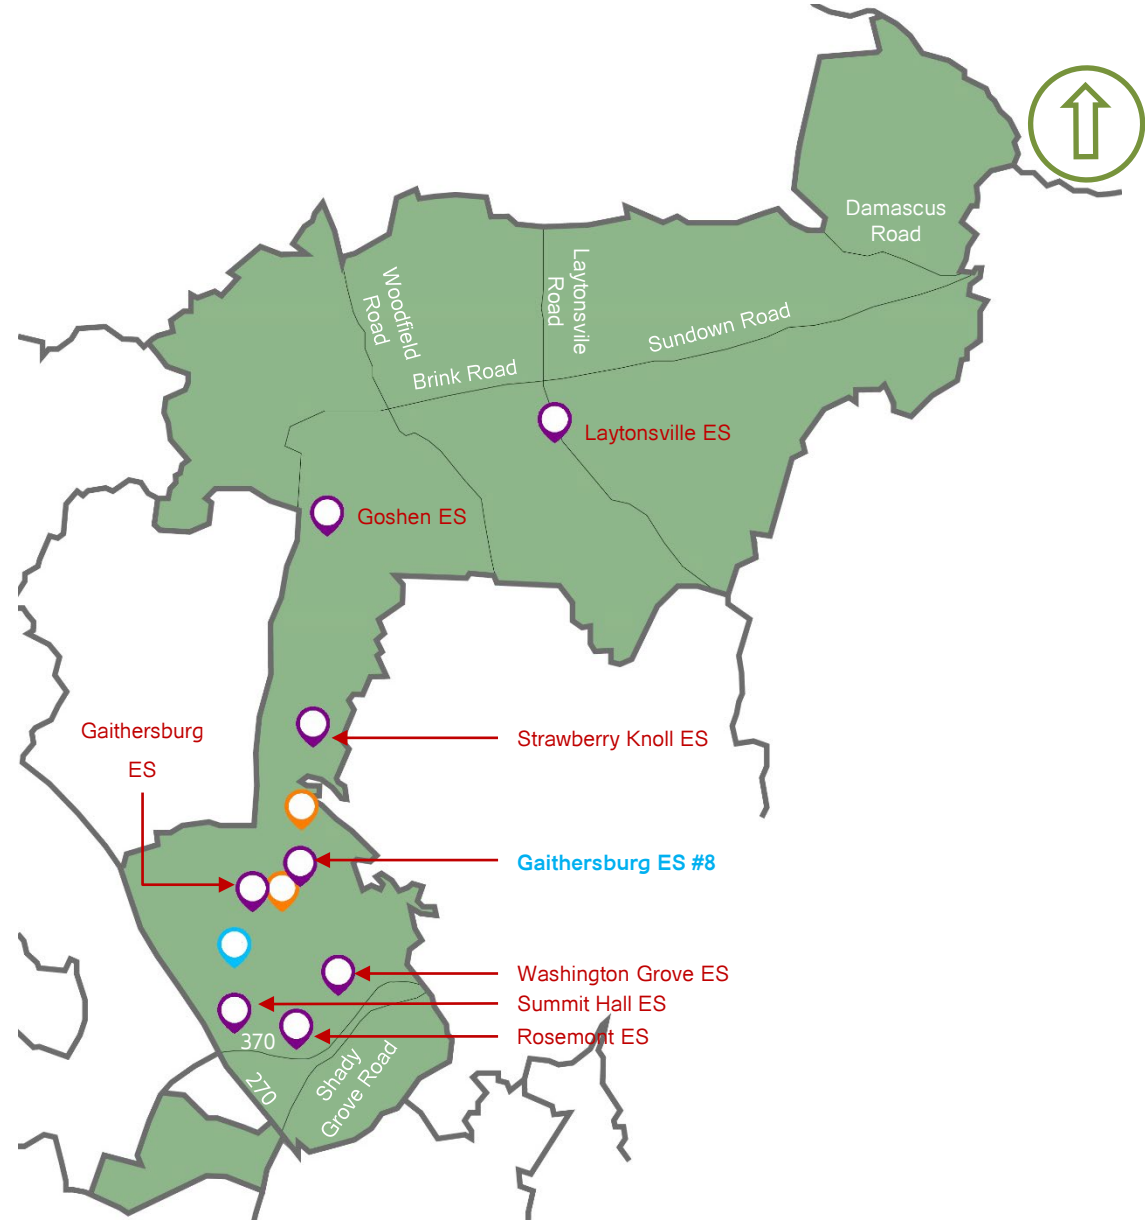 Damascus
Road
Woodfield
Road
Laytonsvile
Road
Sundown Road
Brink Road
Laytonsville ES
Goshen ES
Gaithersburg
ES
Strawberry Knoll ES
Gaithersburg ES #8
Washington Grove ES
Summit Hall ES
Rosemont ES
370
270
Shady
Grove Road